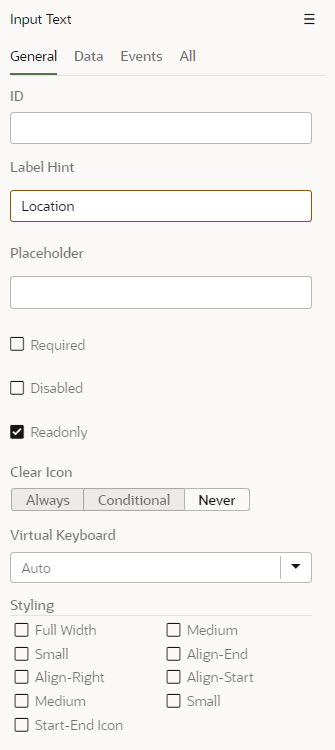 Input Text
General Data Events All
ID
Label Hint
Location
Placeholder
Required
Disabled
Readonly
Clear Icon
Always Conditional Never
Virtual Keyboard
Auto
Styling
Full Width Medium
Small Align-End
Align-Right Align-Start
Medium Small
Start-End Icon